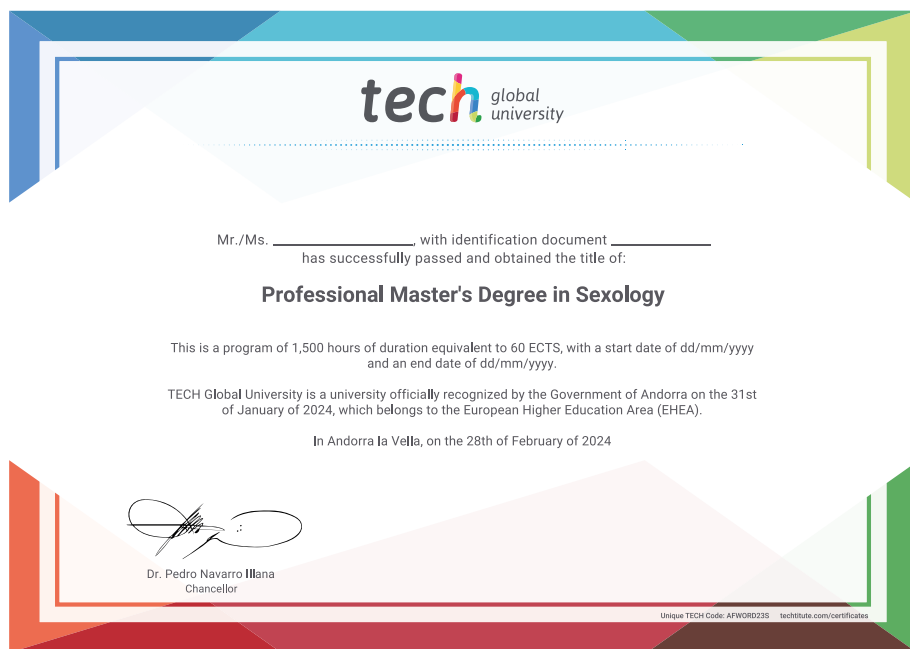 tech global
university
Mr./Ms. ____________________, with identification document ______________
has successfully passed and obtained the title of:
Professional Master's Degree in Sexology
This is a program of 1,500 hours of duration equivalent to 60 ECTS, with a start date of dd/mm/yyyy
and an end date of dd/mm/yyyy.
TECH Global University is a university officially recognized by the Government of Andorra on the 31st
of January of 2024, which belongs to the European Higher Education Area (EHEA).
In Andorra la Vella, on the 28th of February of 2024
Dr. Pedro Navarro Illana
Chancellor
Unique TECH Code: AFWORD23S techtitute.com/certificates